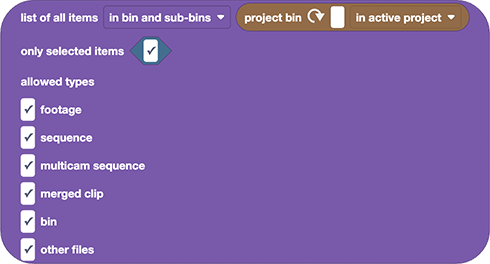 list of all items in bin and sub-bins project bin in active project
only selected items
allowed types
footage
sequence
multicam sequence
merged clip
bin
other files